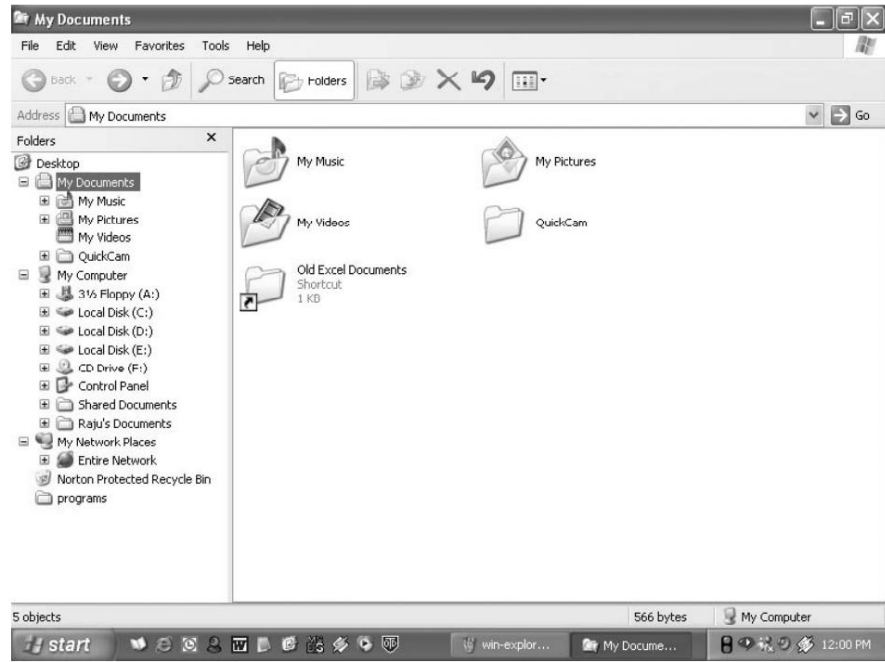 My Documents
File Edit View Favorites Tools Help
Back Search Folders
Address My Documents Go
Folders
Desktop
My Documents
My Music
My Pictures
My Videos
QuickCam
My Computer
3½ Floppy (A:)
Local Disk (C:)
Local Disk (D:)
Local Disk (E:)
CD Drive (F:)
Control Panel
Shared Documents
Raju's Documents
My Network Places
Entire Network
Norton Protected Recycle Bin
programs
My Music
My Pictures
My Videos
QuickCam
Old Excel Documents
Shortcut
1 KB
5 objects 566 bytes My Computer
start win-explor... My Docume... 12:00 PM